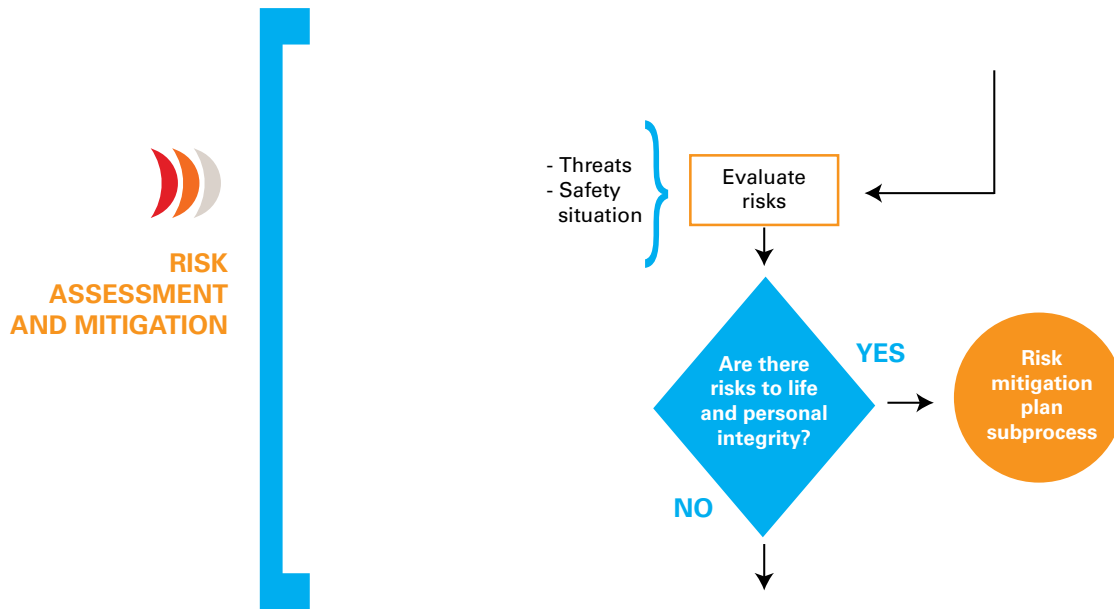 RISK
ASSESSMENT
AND MITIGATION
- Threats
- Safety
situation
Evaluate
risks
Are there
risks to life
and personal
integrity?
YES
Risk
mitigation
plan
subprocess
NO